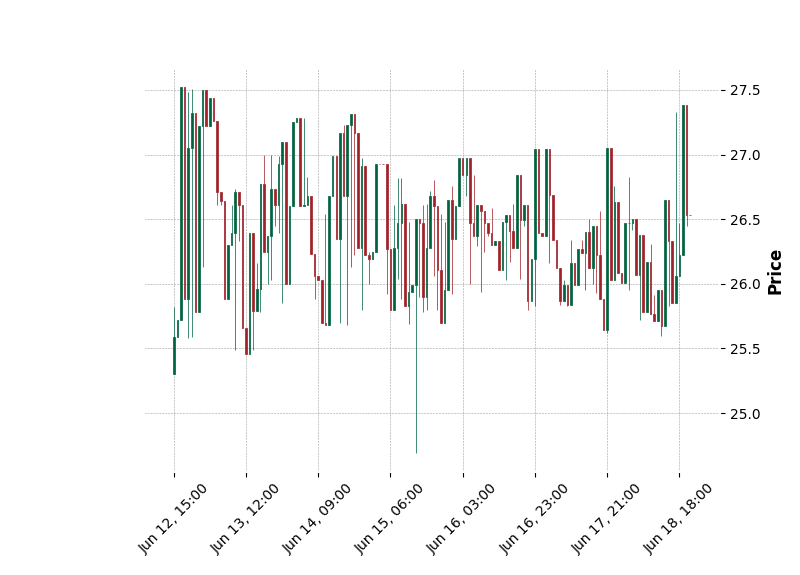 27.5
27.0
26.5
26.0
25.5
25.0
Price
Jun 12, 15:00
Jun 13, 12:00
Jun 14, 09:00
Jun 15, 06:00
Jun 16, 03:00
Jun 16, 23:00
Jun 17, 21:00
Jun 18, 18:00